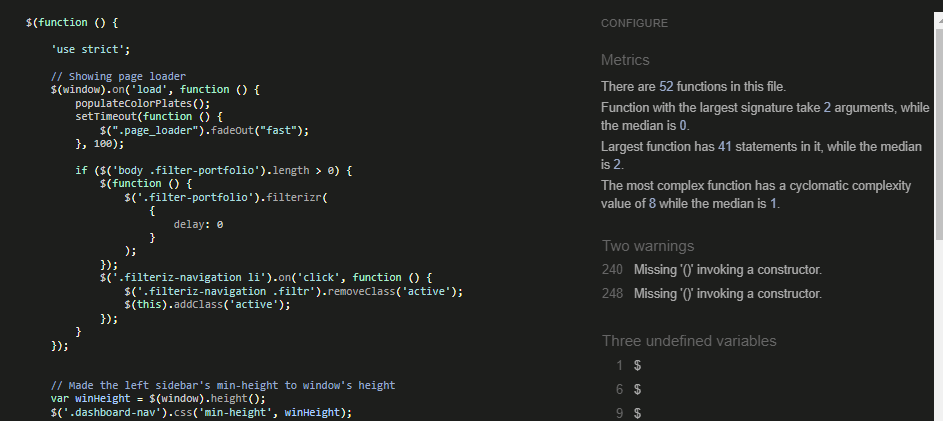 $(function () {
'use strict';
// Showing page loader
$(window).on('load', function () {
populateColorPlates();
setTimeout(function () {
$(".page_loader").fadeOut("fast");
}, 100);
if ($('body .filter-portfolio').length > 0) {
$(function () {
$('.filter-portfolio').filterizr(
{
delay: 0
}
);
});
$('.filteriz-navigation li').on('click', function () {
$('.filteriz-navigation .filtr').removeClass('active');
$(this).addClass('active');
});
}
});
// Made the left sidebar's min-height to window's height
var winHeight = $(window).height();
$('.dashboard-nav').css('min-height', winHeight);
CONFIGURE
Metrics
There are 52 functions in this file.
Function with the largest signature take 2 arguments, while
the median is 0.
Largest function has 41 statements in it, while the median
is 2.
The most complex function has a cyclomatic complexity
value of 8 while the median is 1.
Two warnings
240 Missing '()' invoking a constructor.
248 Missing '()' invoking a constructor.
Three undefined variables
1 $
6 $
9 $